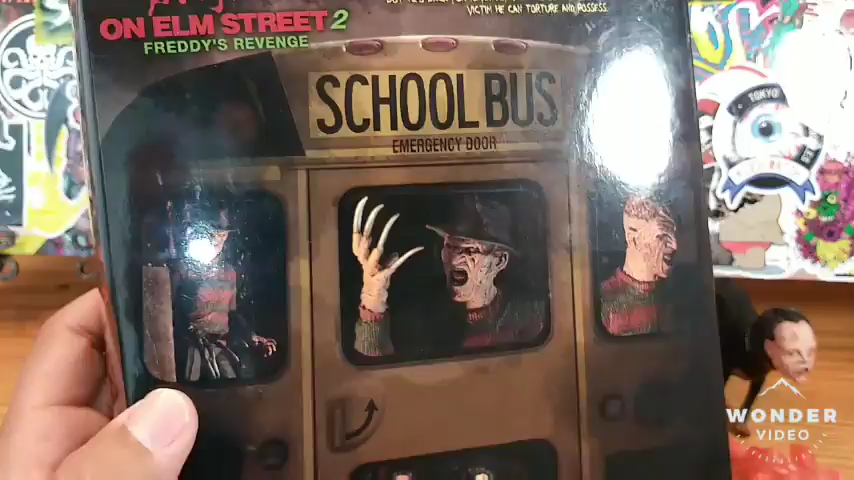 ON ELM STREET 2
FREDDY'S REVENGE
VICTIM HE CAN TORTURE AND POSSESS.
SCHOOL BUS
EMERGENCY DOOR
TOKYO
WONDER
VIDEO